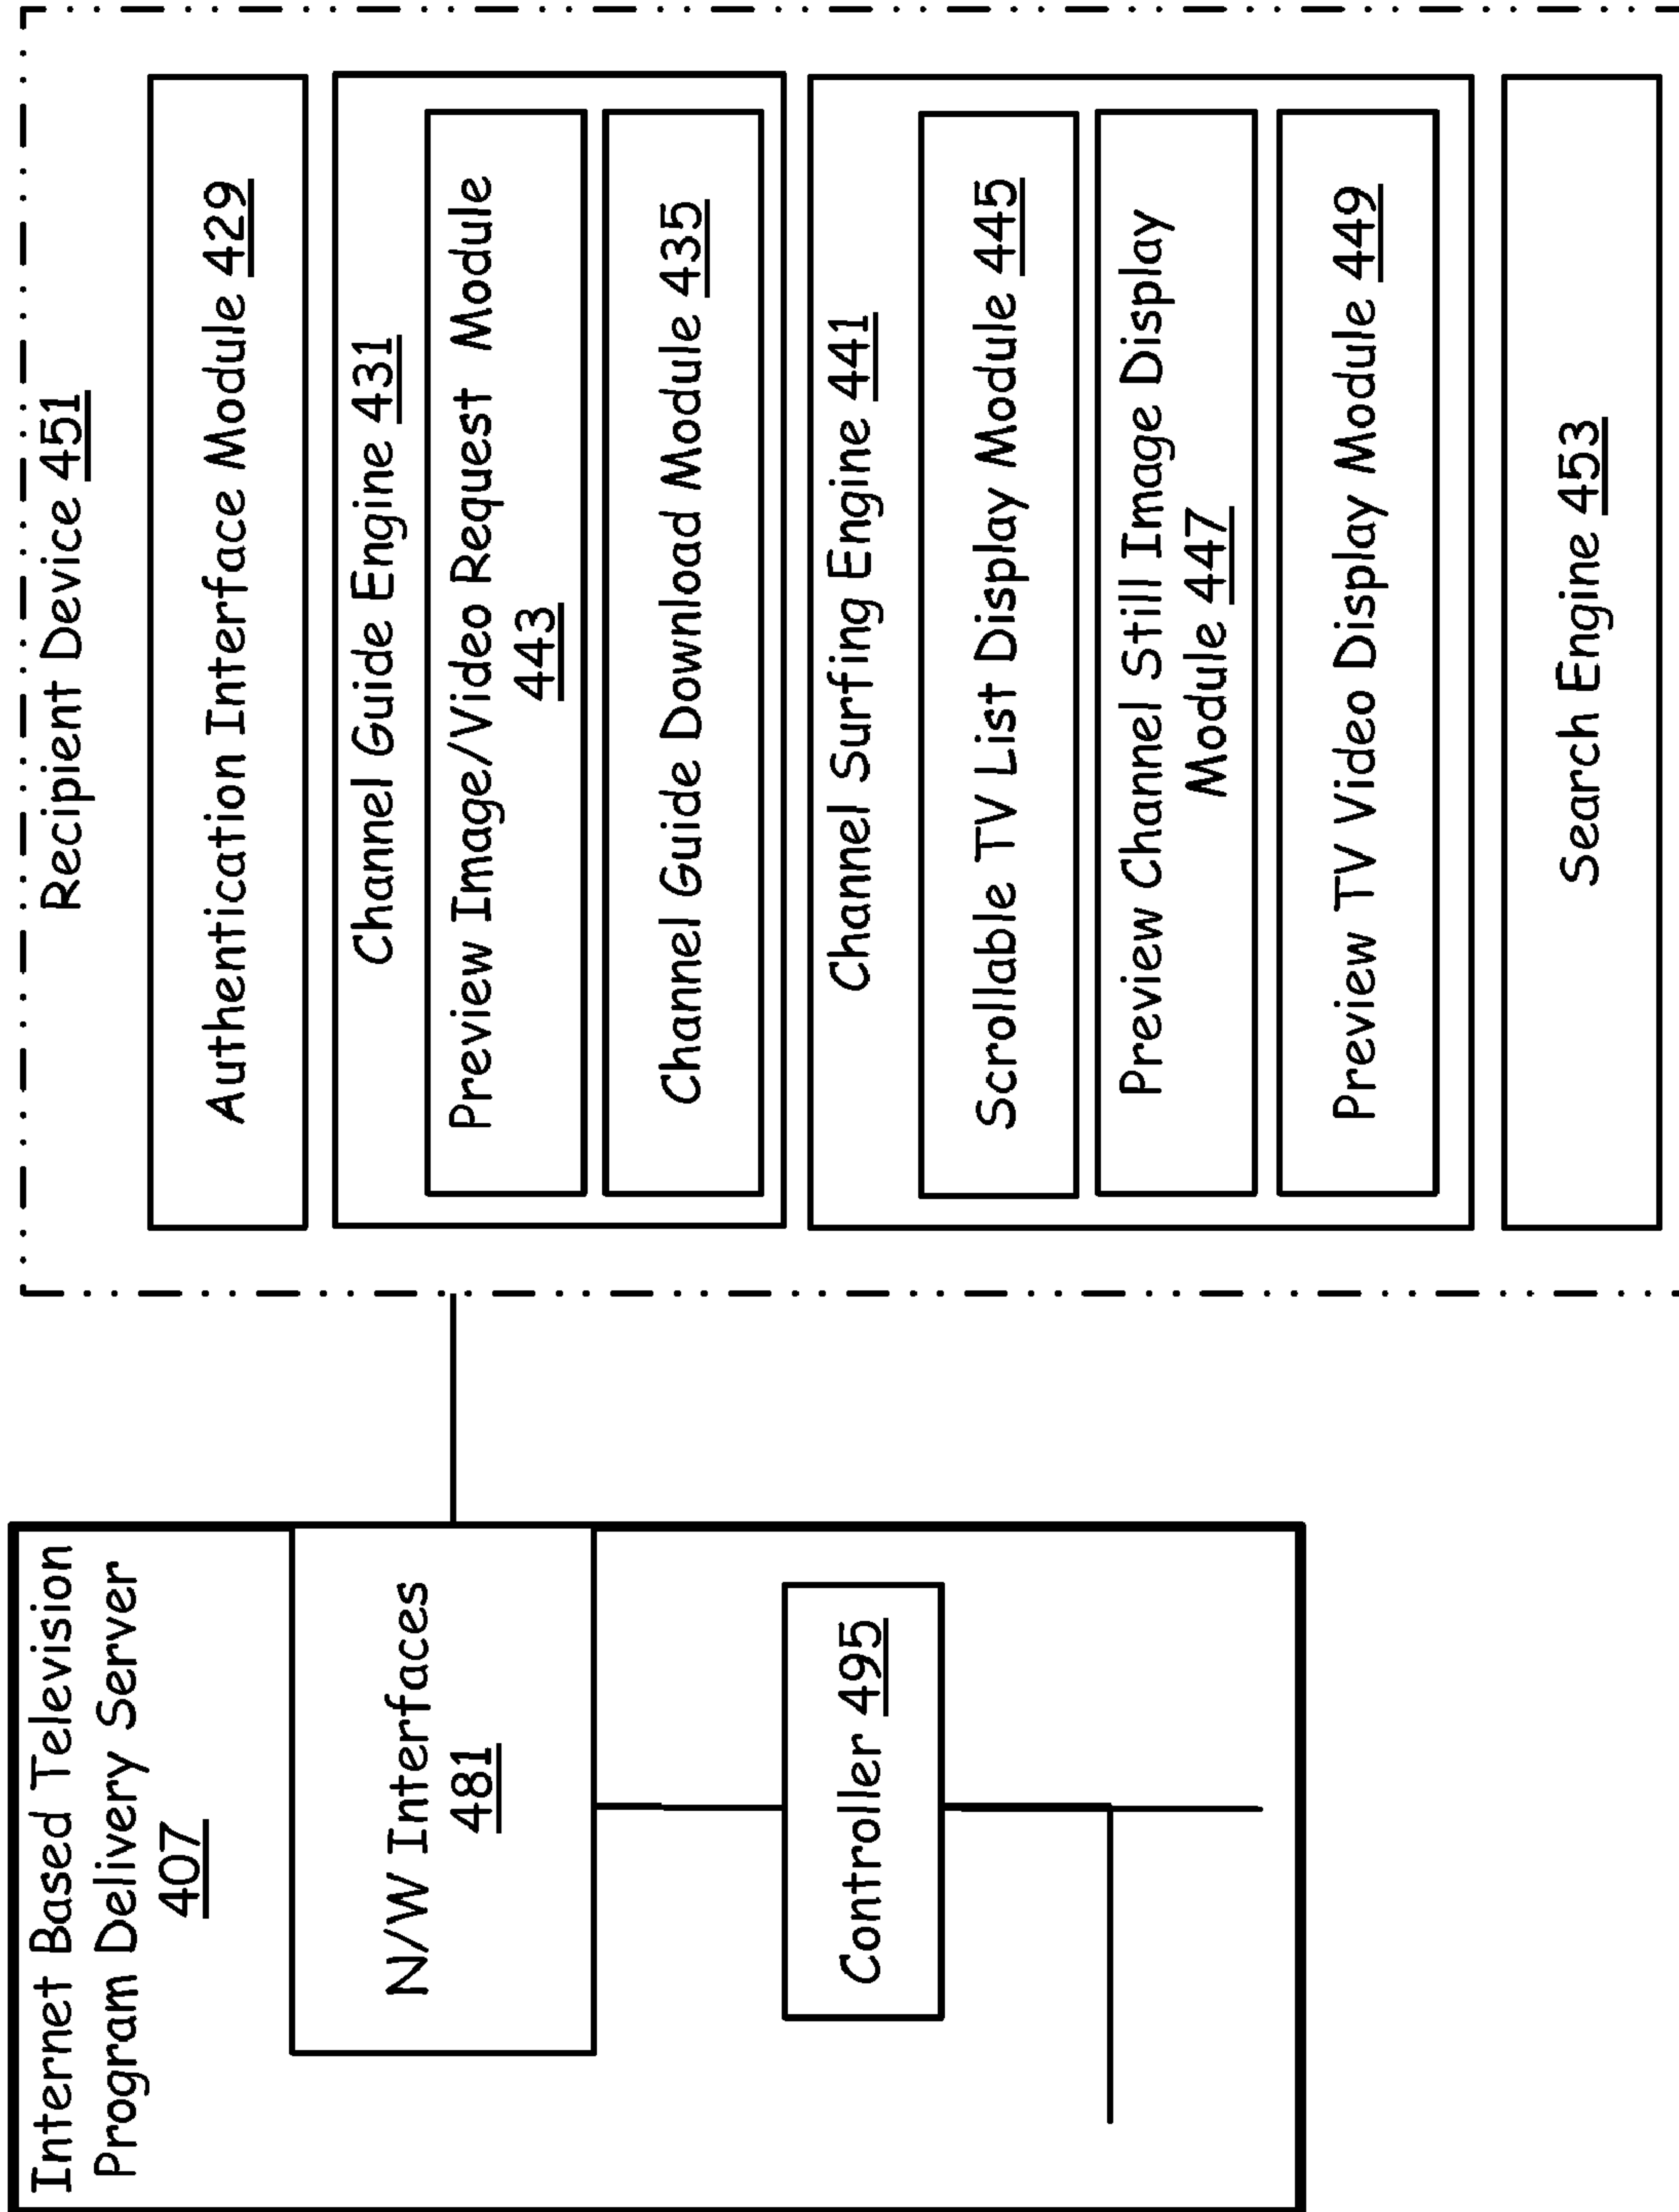 Internet Based Television
Program Delivery Server
407
N/W Interfaces
481
Controller 495
Recipient Device 451
Authentication Interface Module 429
Channel Guide Engine 431
Preview Image/Video Request Module
443
Channel Guide Download Module 435
Channel Surfing Engine 441
Scrollable TV List Display Module 445
Preview Channel Still Image Display
Module 447
Preview TV Video Display Module 449
Search Engine 453